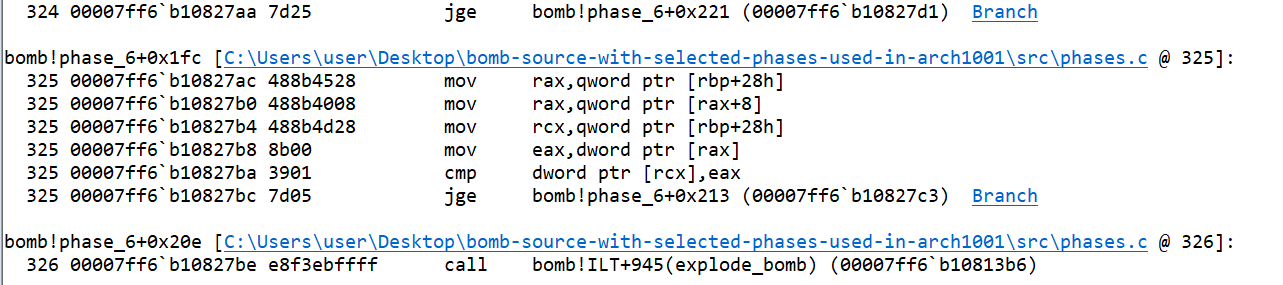 324 00007ff6`b10827aa 7d25 jge bomb!phase_6+0x221 (00007ff6`b10827d1) Branch
bomb!phase_6+0x1fc [C:\Users\user\Desktop\bomb-source-with-selected-phases-used-in-arch1001\src\phases.c @ 325]:
325 00007ff6`b10827ac 488b4528 mov rax,qword ptr [rbp+28h]
325 00007ff6`b10827b0 488b4008 mov rax,qword ptr [rax+8]
325 00007ff6`b10827b4 488b4d28 mov rcx,qword ptr [rbp+28h]
325 00007ff6`b10827b8 8b00 mov eax,dword ptr [rax]
325 00007ff6`b10827ba 3901 cmp dword ptr [rcx],eax
325 00007ff6`b10827bc 7d05 jge bomb!phase_6+0x213 (00007ff6`b10827c3) Branch
bomb!phase_6+0x20e [C:\Users\user\Desktop\bomb-source-with-selected-phases-used-in-arch1001\src\phases.c @ 326]:
326 00007ff6`b10827be e8f3ebffff call bomb!ILT+945(explode_bomb) (00007ff6`b10813b6)